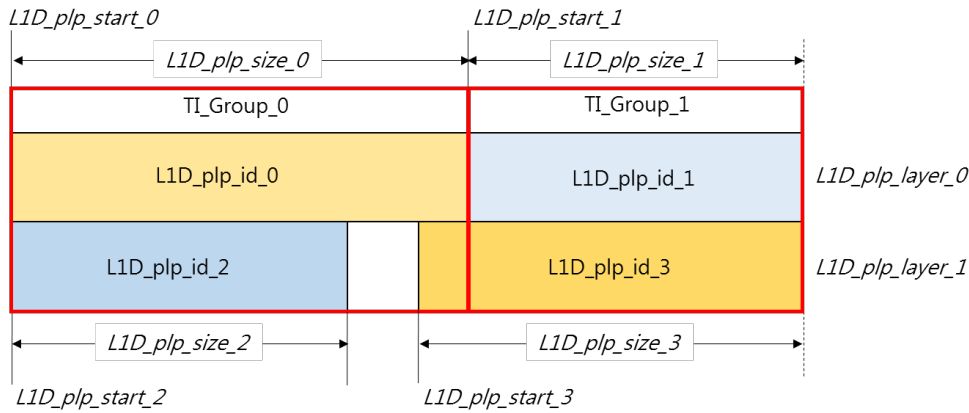 L1D_plp_start_0
L1D_plp_start_1
L1D_plp_size_0
L1D_plp_size_1
TI_Group_0
TI_Group_1
L1D_plp_id_0
L1D_plp_id_1
L1D_plp_layer_0
L1D_plp_id_2
L1D_plp_id_3
L1D_plp_layer_1
L1D_plp_size_2
L1D_plp_size_3
L1D_plp_start_2
L1D_plp_start_3